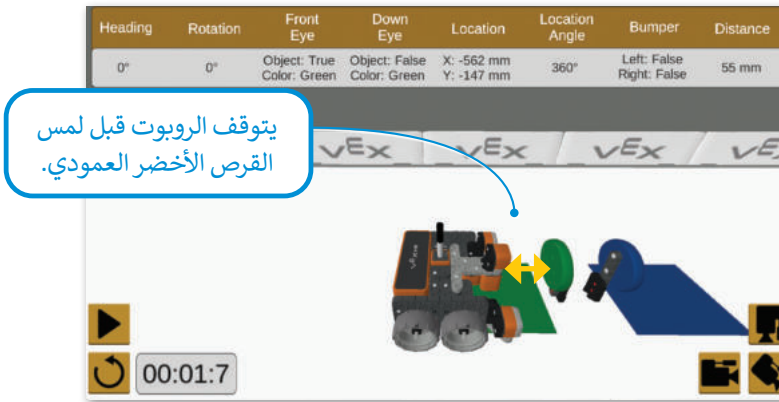 Heading Rotation Front Eye Down Eye Location Location Angle Bumper Distance
0° 0° Object: True Color: Green Object: False Color: Green X: -562 mm Y: -147 mm 360° Left: False Right: False 55 mm
يتوقف الروبوت قبل لمس
القرص الأخضر العمودي.
vEx vEx vEx vEx
00:01:7